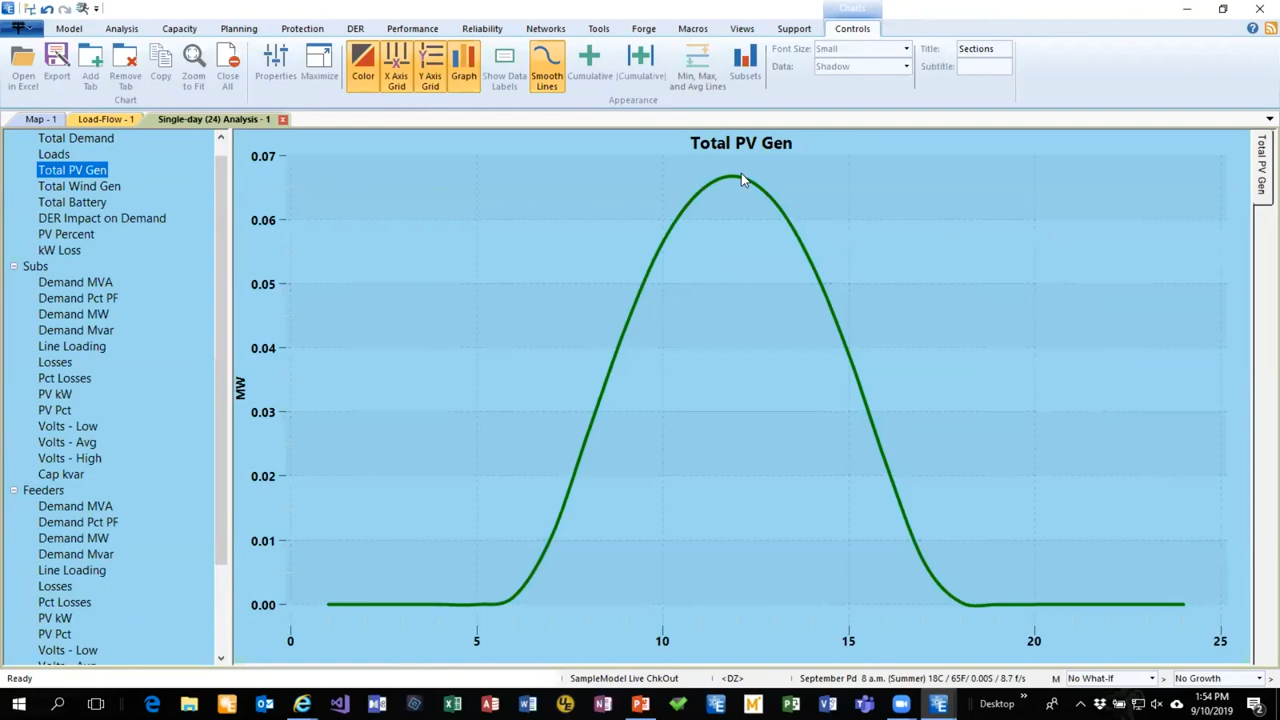 Charts
Model Analysis Capacity Planning Protection DER Performance Reliability Networks Tools Forge Macros Views Support Controls
Open in Excel
Export
Add Tab
Remove Tab
Copy
Zoom to Fit
Close All
Chart
Properties
Maximize
Color
X Axis Grid
Y Axis Grid
Graph
Show Data Labels
Smooth Lines
Cumulative
|Cumulative|
Min, Max, and Avg Lines
Subsets
Appearance
Font Size: Small
Data: Shadow
Title: Sections
Subtitle:
Map - 1 Load-Flow - 1 Single-day (24) Analysis - 1
Total Demand
Loads
Total PV Gen
Total Wind Gen
Total Battery
DER Impact on Demand
PV Percent
kW Loss
Subs
Demand MVA
Demand Pct PF
Demand MW
Demand Mvar
Line Loading
Losses
Pct Losses
PV kW
PV Pct
Volts - Low
Volts - Avg
Volts - High
Cap kvar
Feeders
Demand MVA
Demand Pct PF
Demand MW
Demand Mvar
Line Loading
Losses
Pct Losses
PV kW
PV Pct
Volts - Low
Total PV Gen
0.07
0.06
0.05
0.04
0.03
0.02
0.01
0.00
MW
0 5 10 15 20 25
Total PV Gen
Ready SampleModel Live ChkOut <DZ> September Pd 8 a.m. (Summer) 18C / 65F / 0.00S / 8.7 f/s M No What-If No Growth
Desktop
1:54 PM
9/10/2019